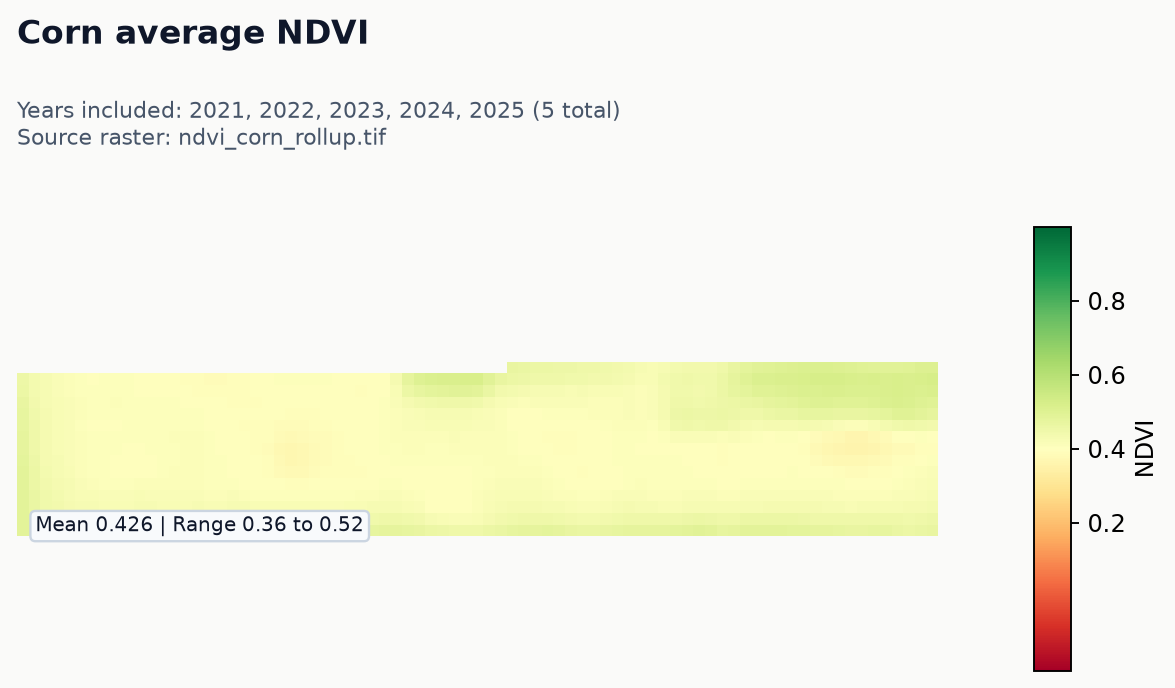 Corn average NDVI
Years included: 2021, 2022, 2023, 2024, 2025 (5 total)
Source raster: ndvi_corn_rollup.tif
0.8
0.6
0.4
0.2
NDVI
Mean 0.426 | Range 0.36 to 0.52